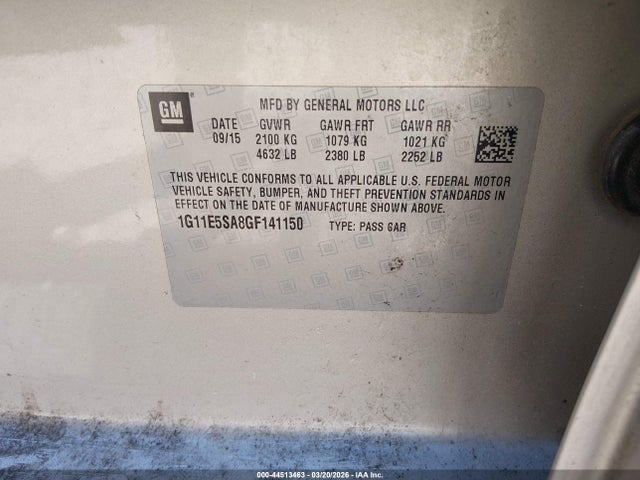 GM
MFD BY GENERAL MOTORS LLC
DATE GVWR GAWR FRT GAWR RR
09/15 2100 KG 1079 KG 1021 KG
4632 LB 2380 LB 2252 LB
THIS VEHICLE CONFORMS TO ALL APPLICABLE U.S. FEDERAL MOTOR
VEHICLE SAFETY, BUMPER, AND THEFT PREVENTION STANDARDS IN
EFFECT ON THE DATE OF MANUFACTURE SHOWN ABOVE.
1G11E5SA8GF141150 TYPE: PASS CAR
000-44513463 - 03/20/2026 - IAAI.COM